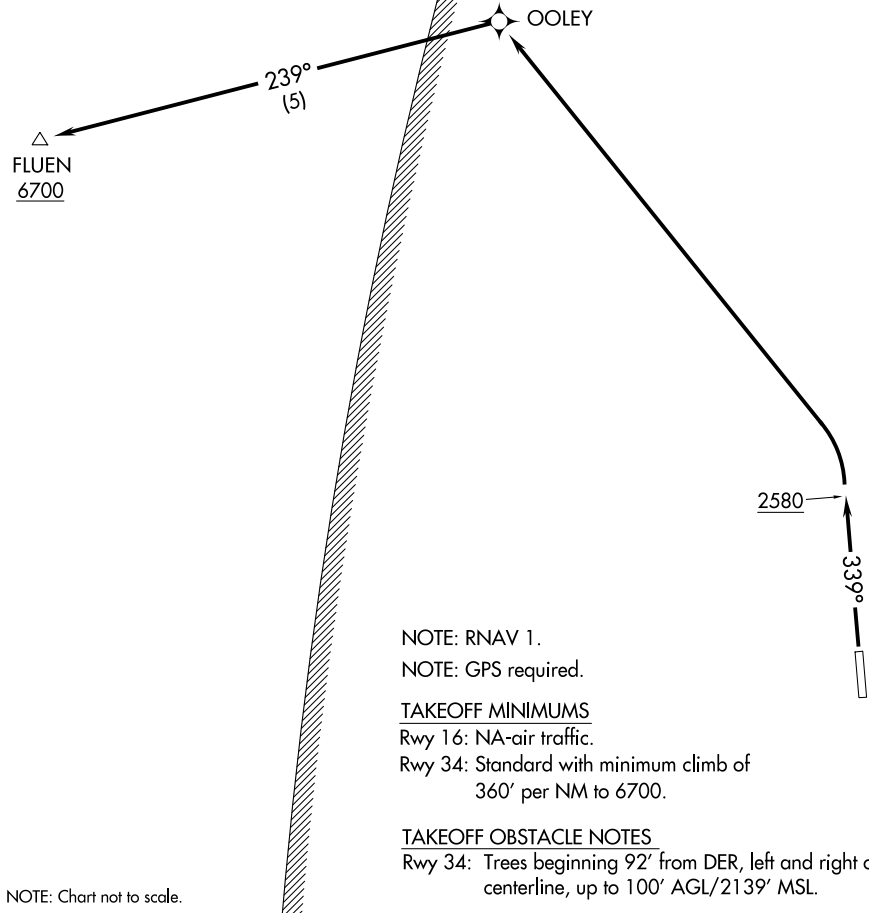 OOLEY
239°
(5)
FLUEN
6700
2580
339°
NOTE: RNAV 1.
NOTE: GPS required.
TAKEOFF MINIMUMS
Rwy 16: NA-air traffic.
Rwy 34: Standard with minimum climb of
360' per NM to 6700.
TAKEOFF OBSTACLE NOTES
Rwy 34: Trees beginning 92' from DER, left and right
centerline, up to 100' AGL/2139' MSL.
NOTE: Chart not to scale.